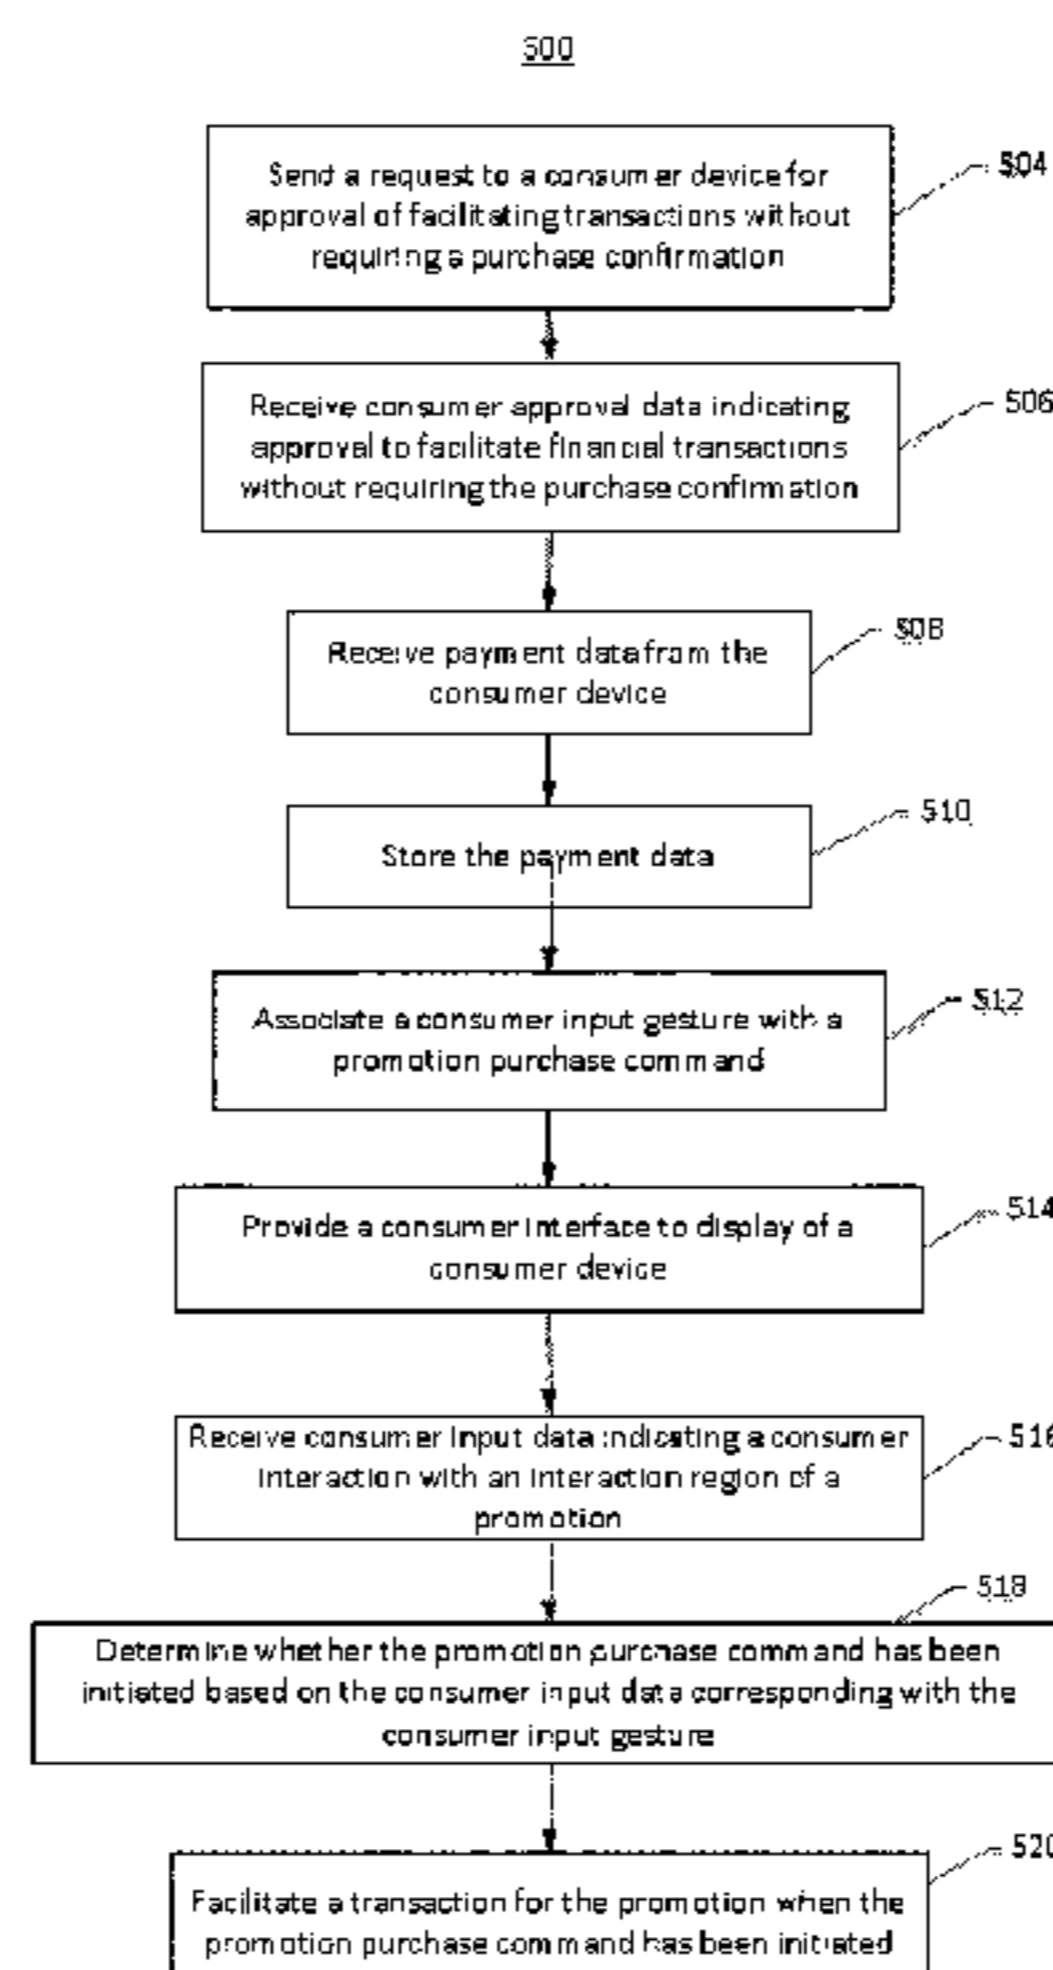 500
Send a request to a consumer device for
approval of facilitating transactions without
requiring a purchase confirmation
504
Receive consumer approval data indicating
approval to facilitate financial transactions
without requiring the purchase confirmation
506
Receive payment data from the
consumer device
508
Store the payment data
510
Associate a consumer input gesture with a
promotion purchase command
512
Provide a consumer interface to display of a
consumer device
514
Receive consumer input data indicating a consumer
interaction with an interaction region of a
promotion
516
518
Determine whether the promotion purchase command has been
initiated based on the consumer input data corresponding with the
consumer input gesture
520
Facilitate a transaction for the promotion when the
promotion purchase command has been initiated